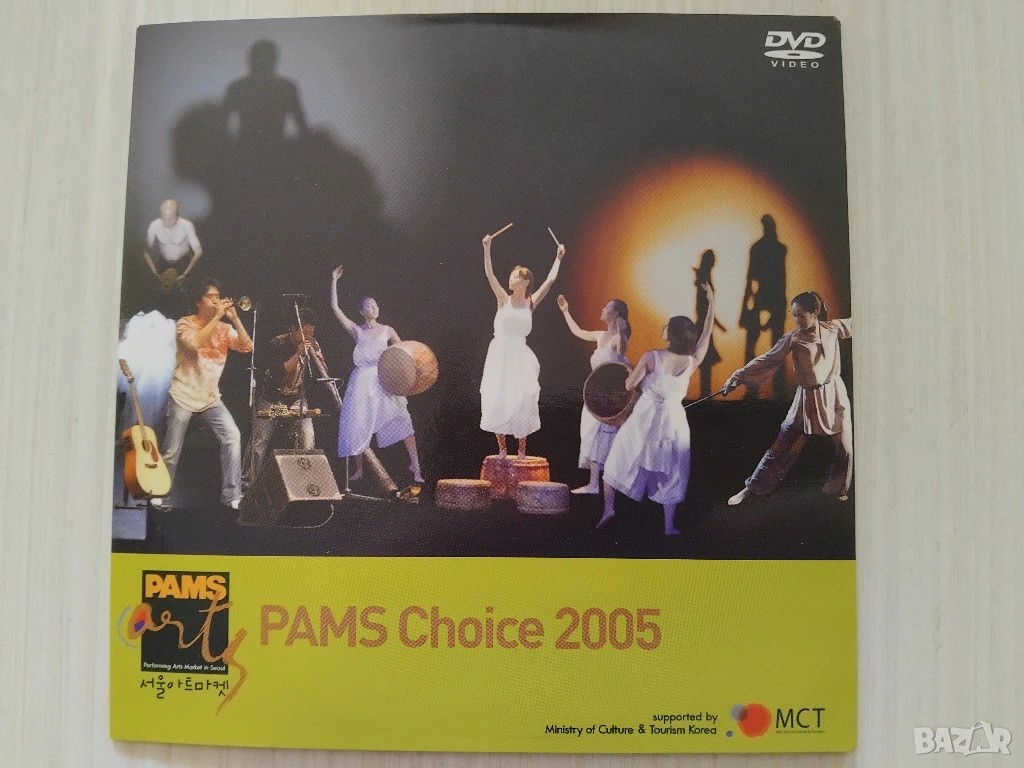 DVD
VIDEO
PAMS
arts
Performing Arts Market in Seoul
서울아트마켓
PAMS Choice 2005
supported by
Ministry of Culture & Tourism Korea
MCT
BAZAR